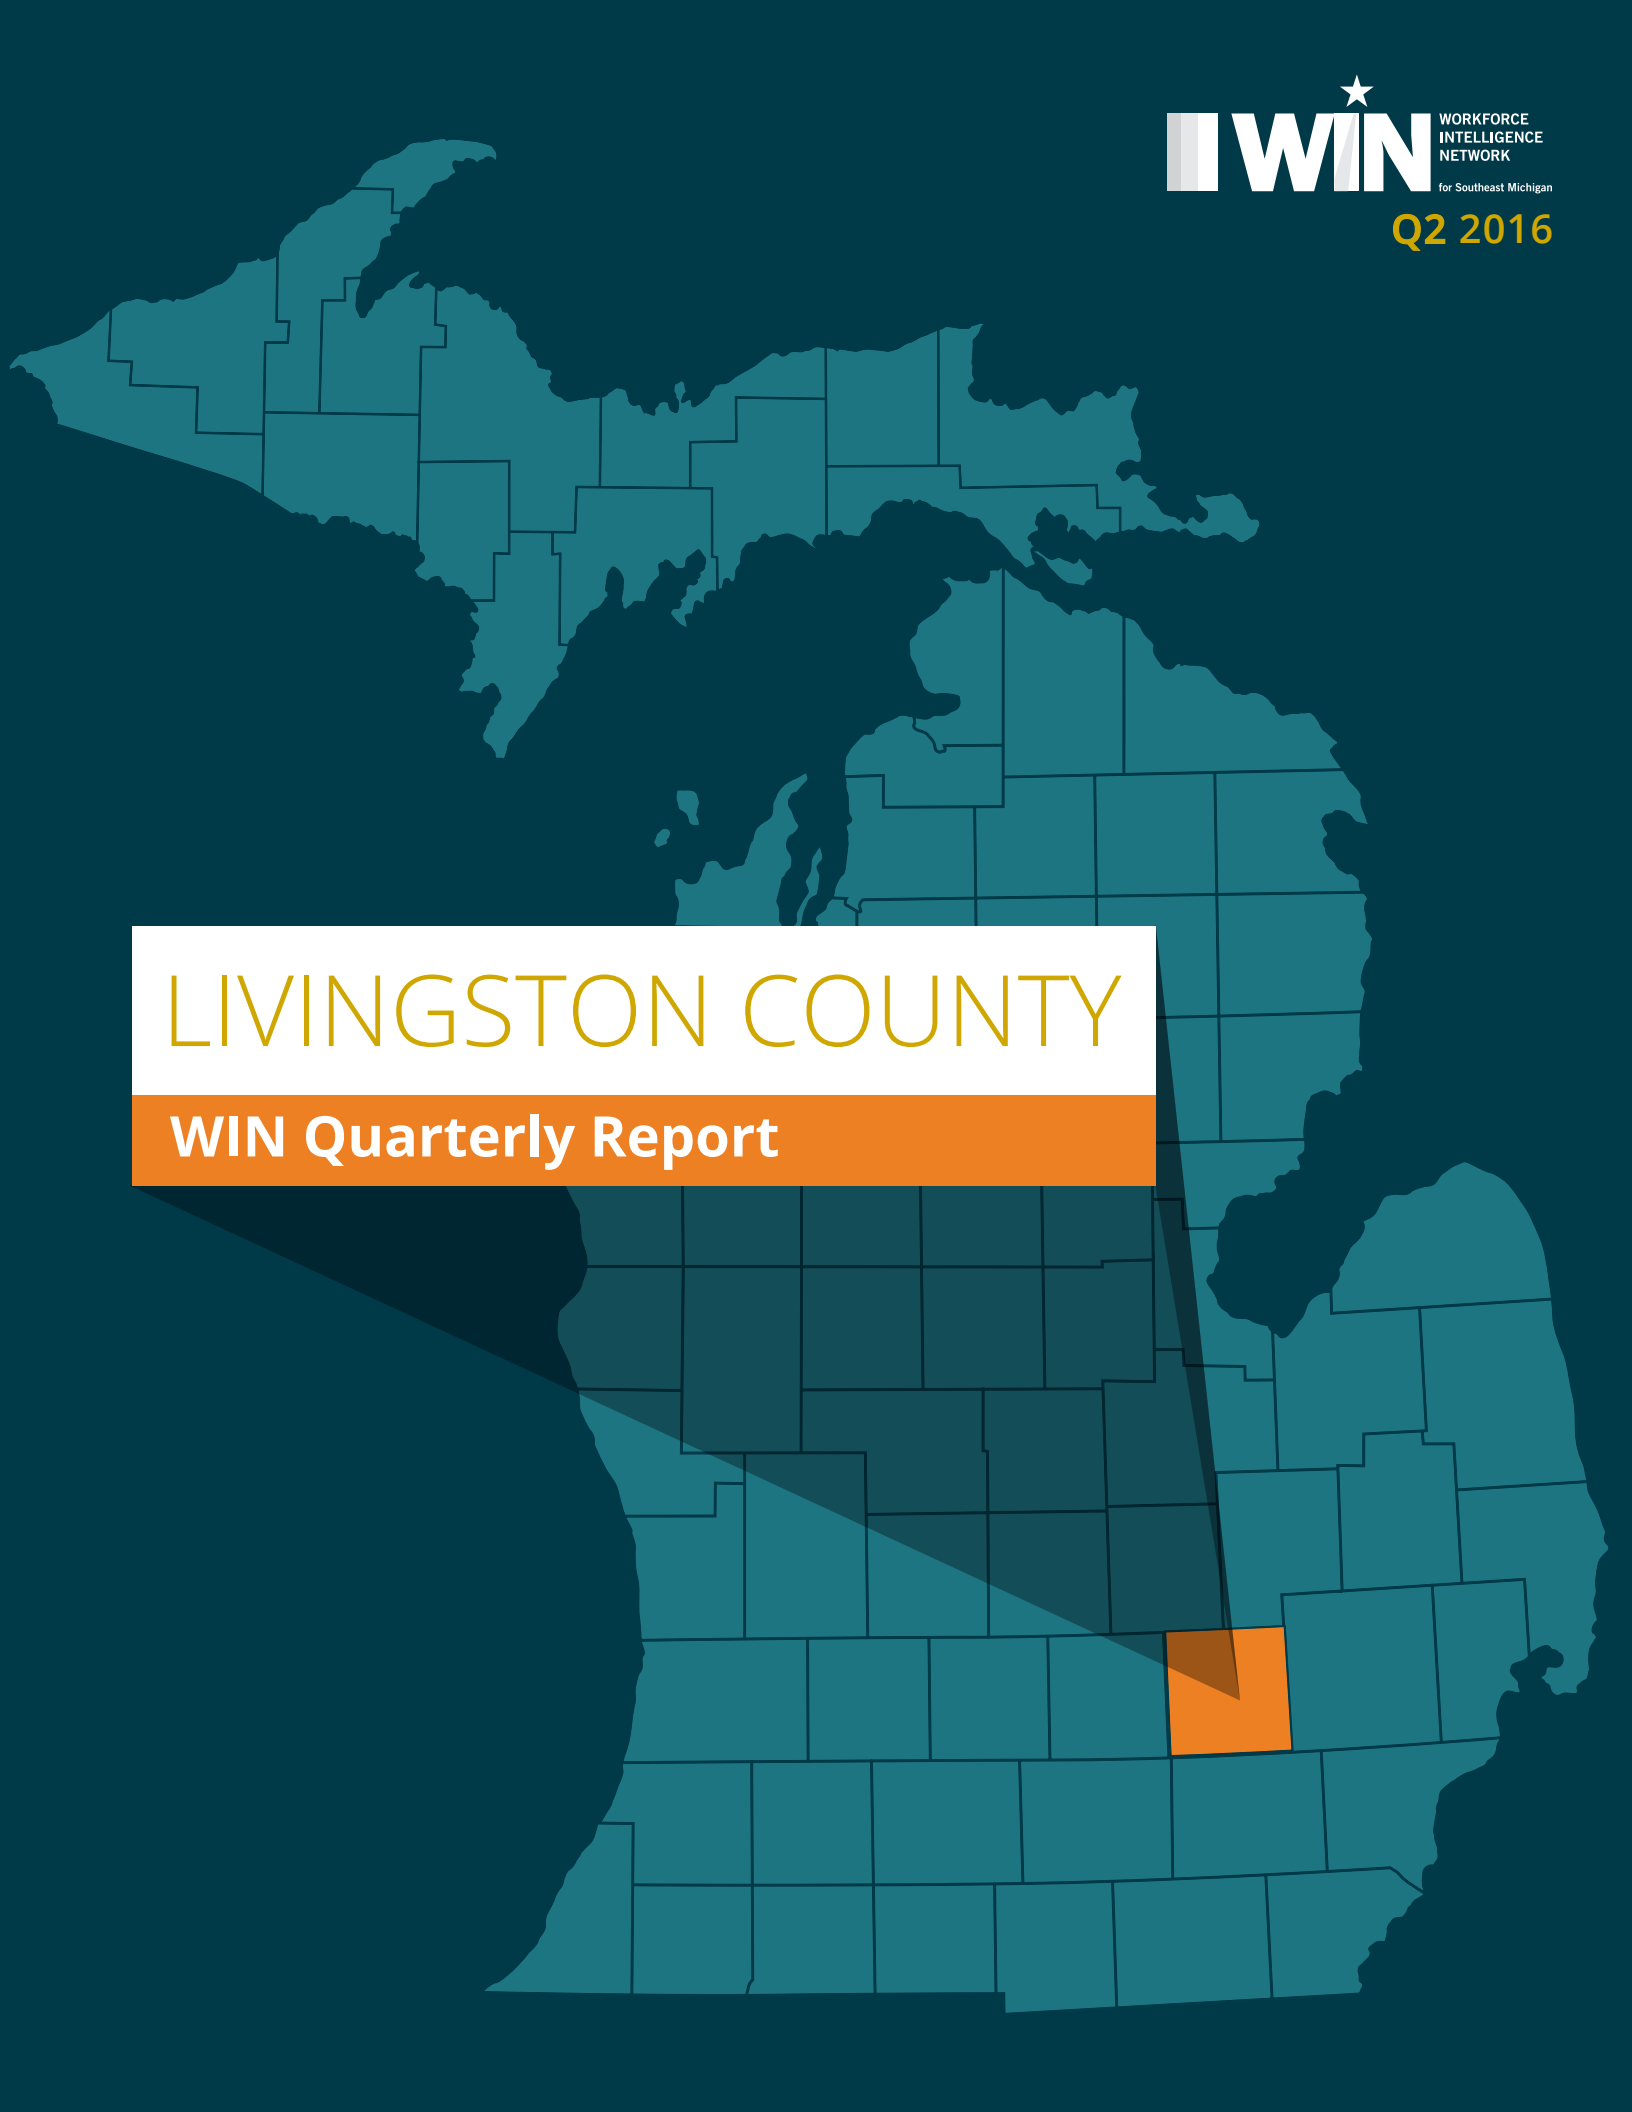 WIN
WORKFORCE
INTELLIGENCE
NETWORK
for Southeast Michigan
Q2 2016
LIVINGSTON COUNTY
WIN Quarterly Report